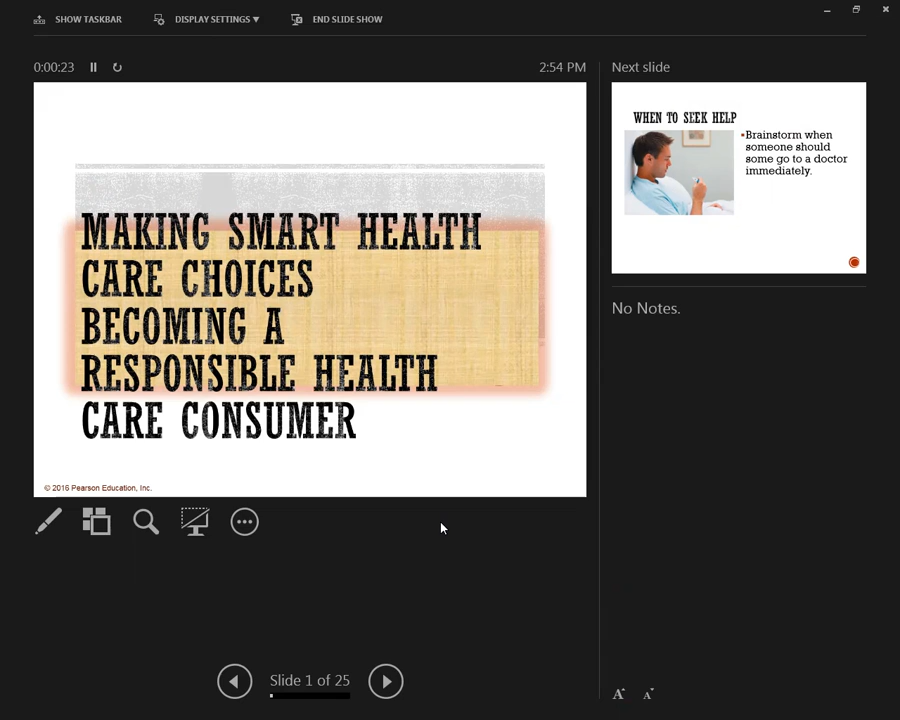 SHOW TASKBAR
DISPLAY SETTINGS ▼
END SLIDE SHOW
0:00:23
2:54 PM
MAKING SMART HEALTH
CARE CHOICES
BECOMING A
RESPONSIBLE HEALTH
CARE CONSUMER
© 2016 Pearson Education, Inc.
Slide 1 of 25
Next slide
WHEN TO SEEK HELP
▪Brainstorm when
someone should
some go to a doctor
immediately.
No Notes.
A A